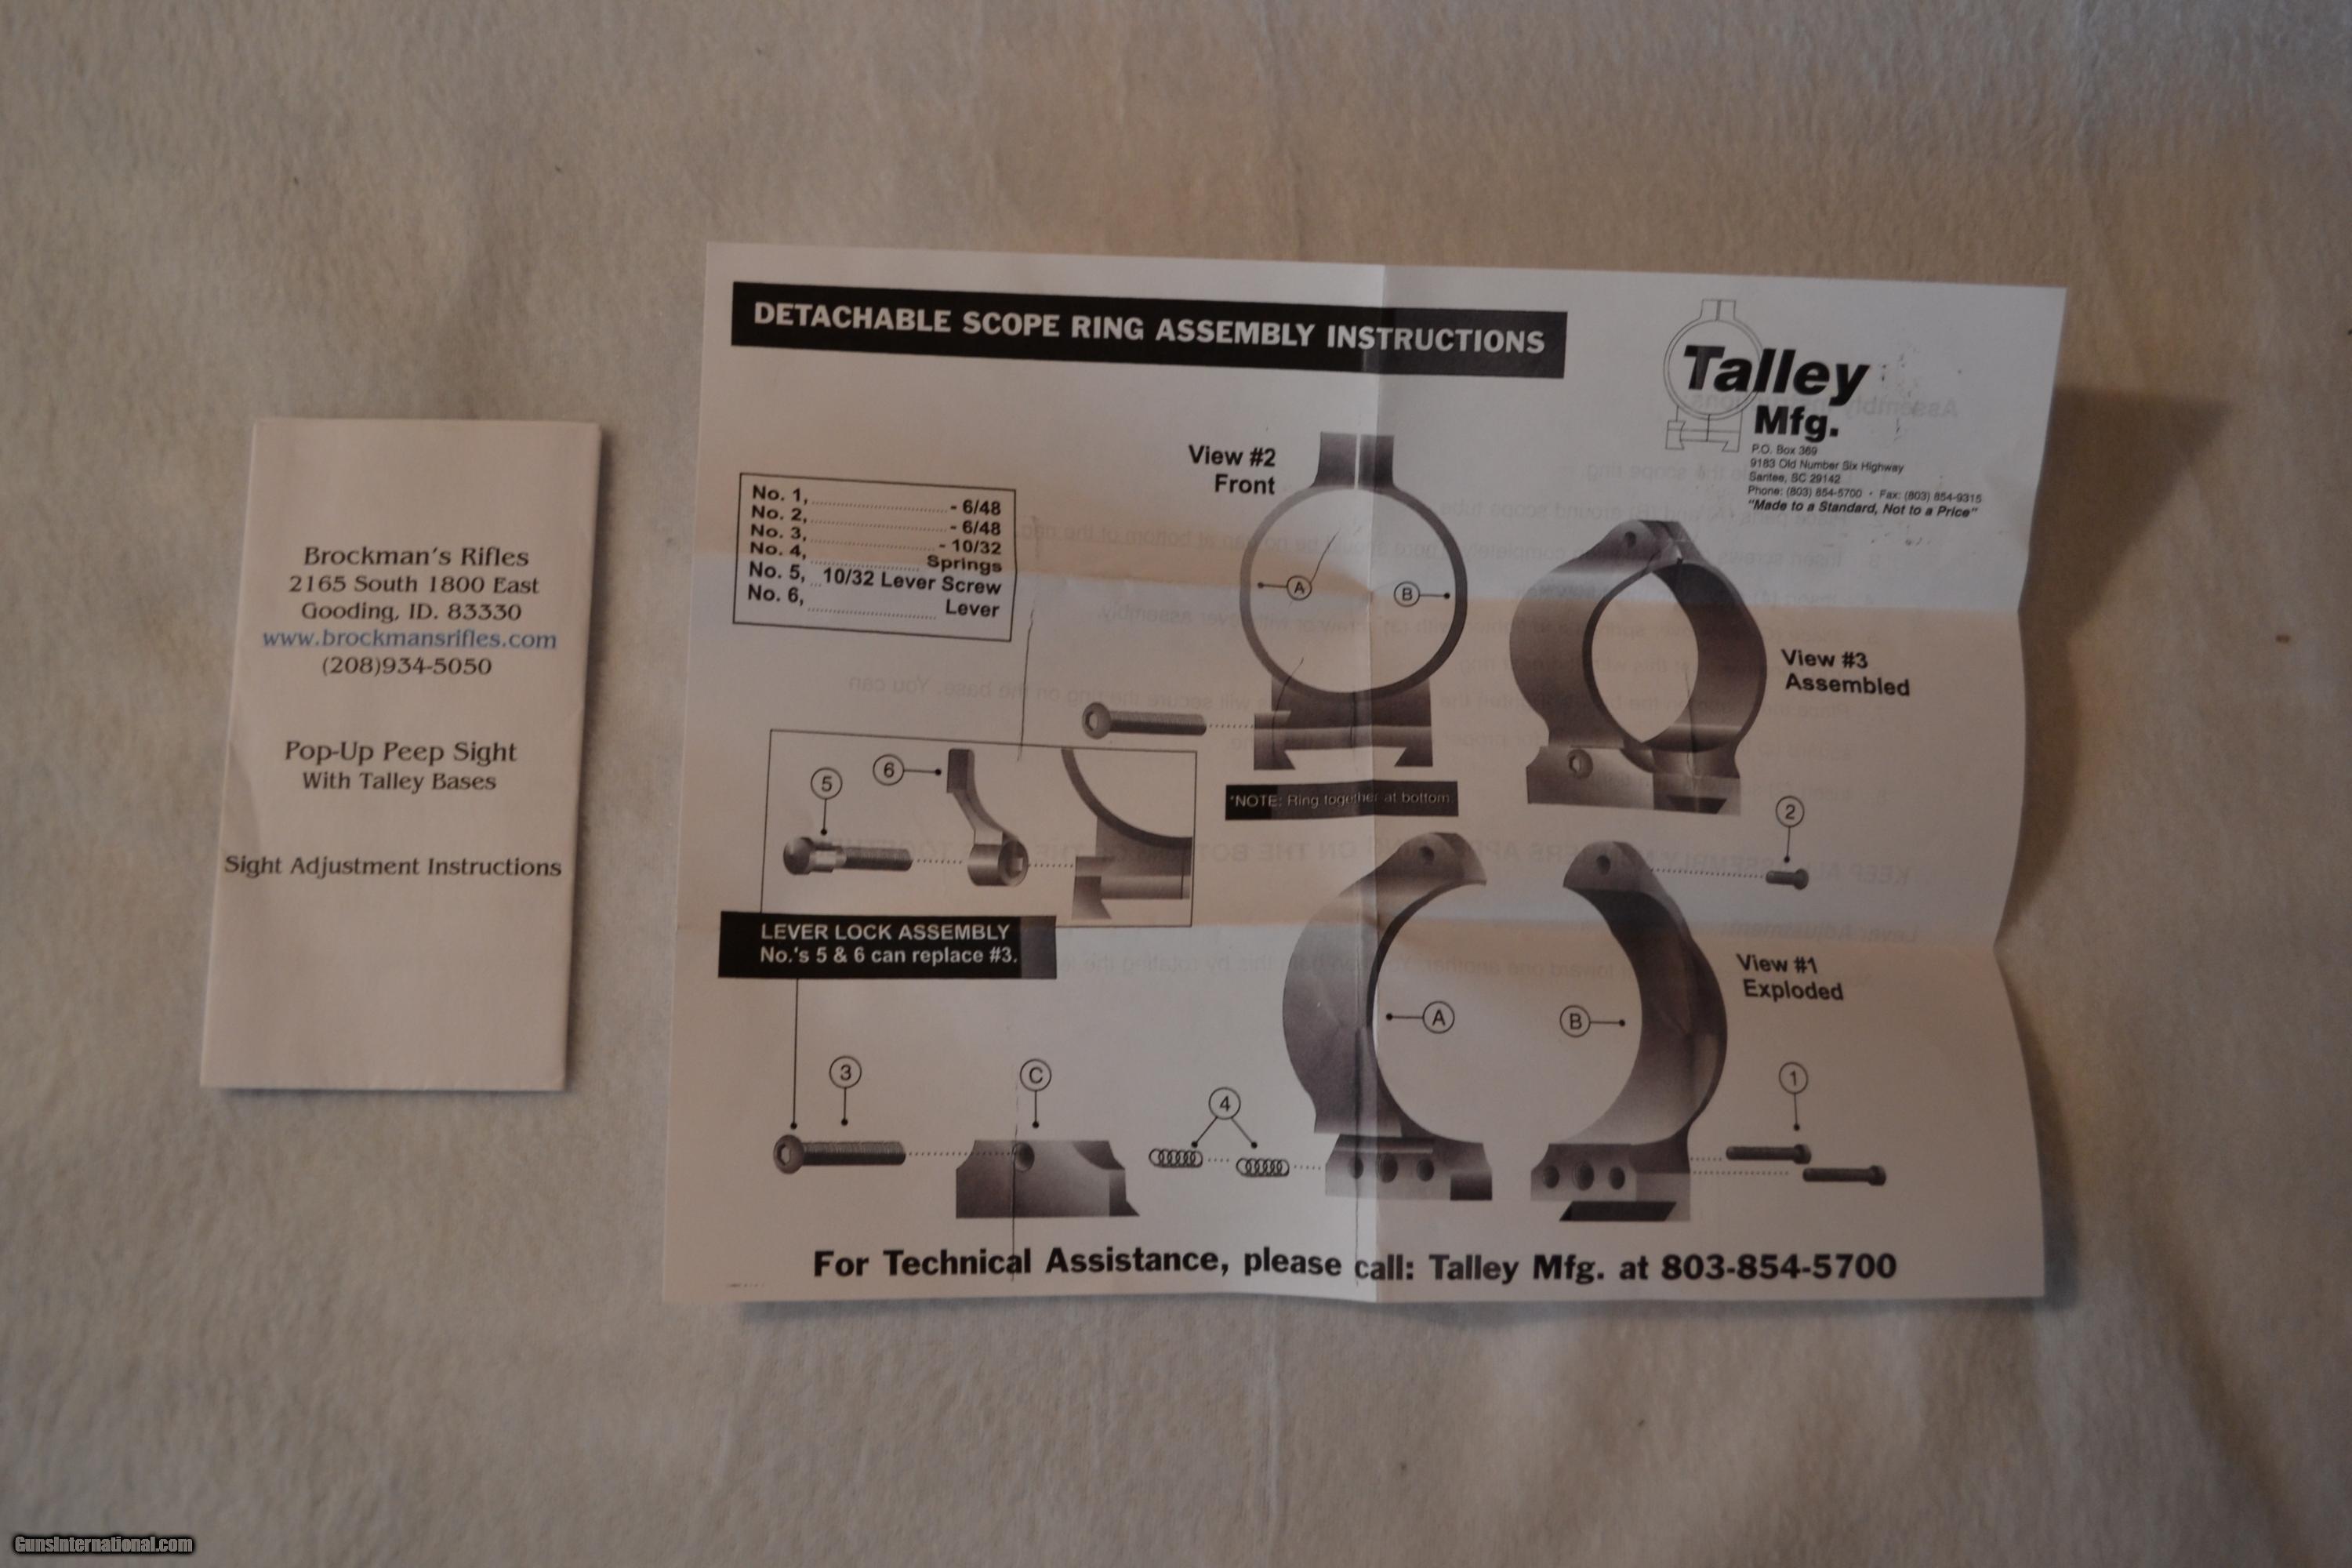 Brockman's Rifles
2165 South 1800 East
Gooding, ID. 83330
www.brockmansrifles.com
(208)934-5050
Pop-Up Peep Sight
With Talley Bases
Sight Adjustment Instructions
DETACHABLE SCOPE RING ASSEMBLY INSTRUCTIONS
Talley
Mfg.
P.O. Box 369
9183 Old Number Six Highway
Santee, SC 29142
Phone: (803) 854-5700 • Fax: (803) 854-9315
"Made to a Standard, Not to a Price"
No. 1, - 6/48
No. 2, - 6/48
No. 3, - 10/32
No. 4, Springs
No. 5, 10/32 Lever Screw
No. 6, Lever
View #2
Front
A
B
View #3
Assembled
*NOTE: Ring together at bottom.
5
6
2
LEVER LOCK ASSEMBLY
No.'s 5 & 6 can replace #3.
View #1
Exploded
A
B
3
C
4
1
For Technical Assistance, please call: Talley Mfg. at 803-854-5700
GunsInternational.com